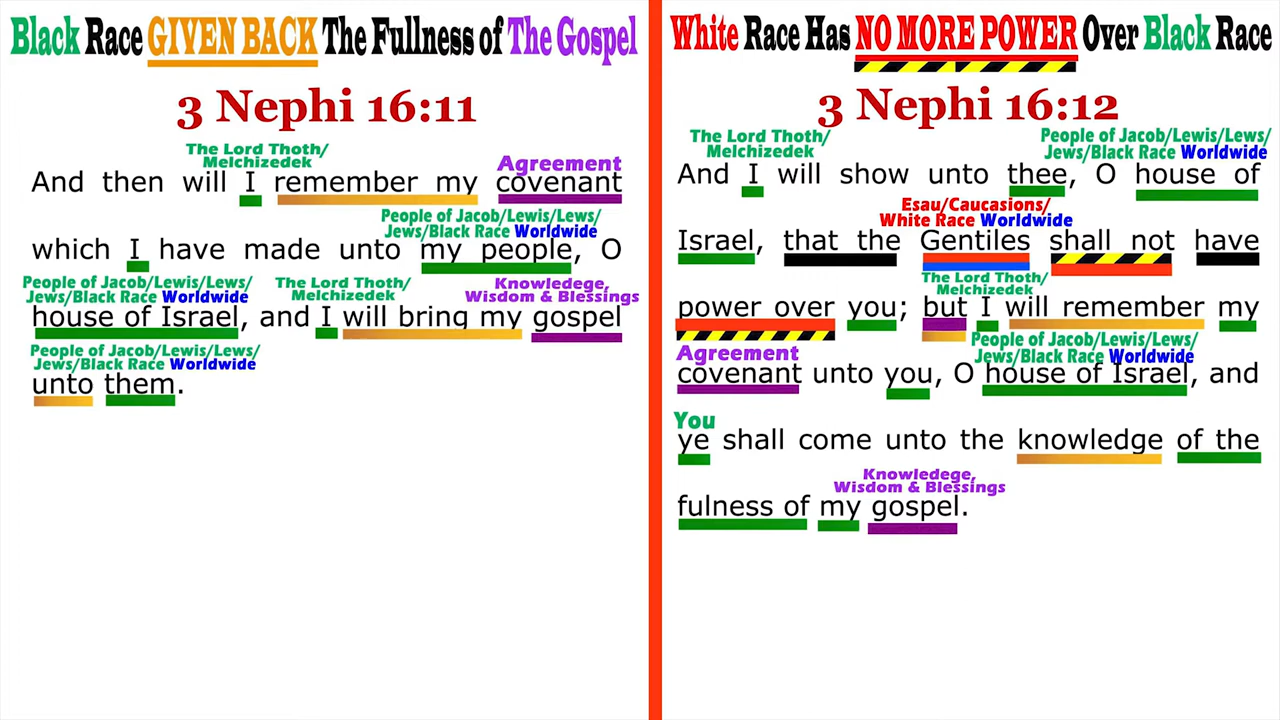 Black Race GIVEN BACK The Fullness of The Gospel
3 Nephi 16:11
The Lord Thoth/
Melchizedek
Agreement
And then will I remember my covenant
People of Jacob/Lewis/Lews/
Jews/Black Race Worldwide
which I have made unto my people, O
People of Jacob/Lewis/Lews/
Jews/Black Race Worldwide
The Lord Thoth/
Melchizedek
Knowledege,
Wisdom & Blessings
house of Israel, and I will bring my gospel
People of Jacob/Lewis/Lews/
Jews/Black Race Worldwide
unto them.
White Race Has NO MORE POWER Over Black Race
3 Nephi 16:12
The Lord Thoth/
Melchizedek
People of Jacob/Lewis/Lews/
Jews/Black Race Worldwide
And I will show unto thee, O house of
Esau/Caucasions/
White Race Worldwide
Israel, that the Gentiles shall not have
The Lord Thoth/
Melchizedek
power over you; but I will remember my
Agreement
People of Jacob/Lewis/Lews/
Jews/Black Race Worldwide
covenant unto you, O house of Israel, and
You
ye shall come unto the knowledge of the
Knowledege,
Wisdom & Blessings
fulness of my gospel.